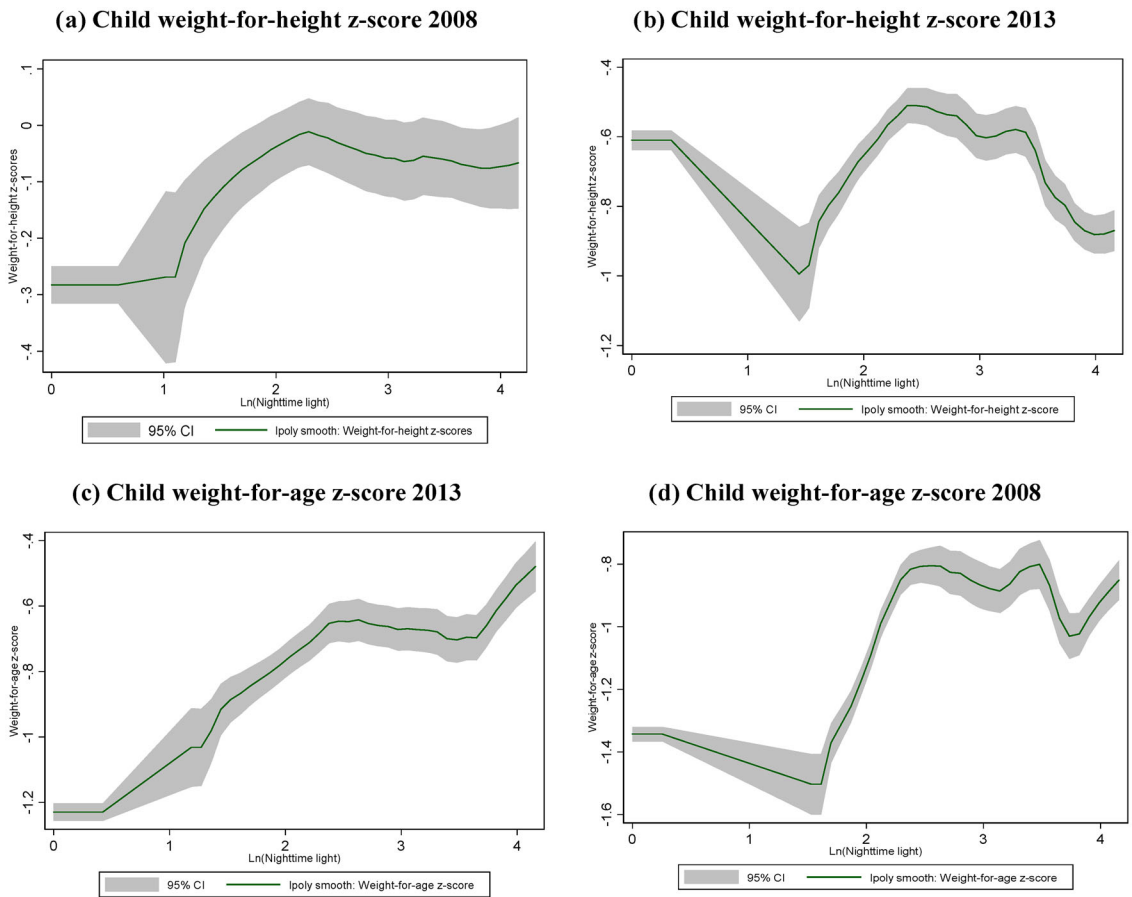 (a) Child weight-for-height z-score 2008
Weight-for-height z-scores
.1
0
-.1
-.2
-.3
-.4
0 1 2 3 4
Ln(Nighttime light)
95% CI lpoly smooth: Weight-for-height z-scores
(b) Child weight-for-height z-score 2013
Weight-for-height z-score
-.4
-.6
-.8
-1
-1.2
0 1 2 3 4
Ln(Nighttime light)
95% CI lpoly smooth: Weight-for-height z-score
(c) Child weight-for-age z-score 2013
Weight-for-age z-score
-.4
-.6
-.8
-1
-1.2
0 1 2 3 4
Ln(Nighttime light)
95% CI lpoly smooth: Weight-for-age z-score
(d) Child weight-for-age z-score 2008
Weight-for-age z-score
-.8
-1
-1.2
-1.4
-1.6
0 1 2 3 4
Ln(Nighttime light)
95% CI lpoly smooth: Weight-for-age z-score